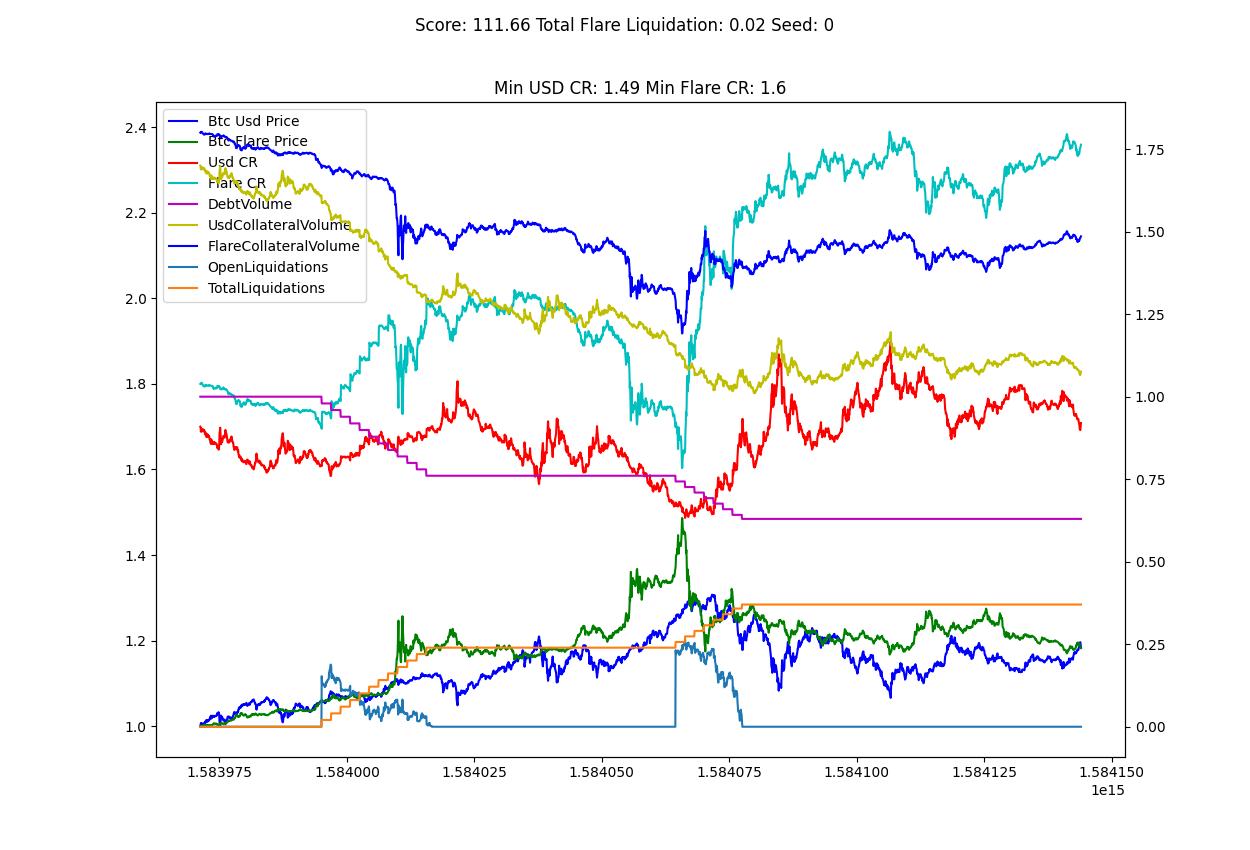 Score: 111.66 Total Flare Liquidation: 0.02 Seed: 0
Min USD CR: 1.49 Min Flare CR: 1.6
Btc Usd Price
Btc Flare Price
Usd CR
Flare CR
DebtVolume
UsdCollateralVolume
FlareCollateralVolume
OpenLiquidations
TotalLiquidations
2.4
2.2
2.0
1.8
1.6
1.4
1.2
1.0
1.75
1.50
1.25
1.00
0.75
0.50
0.25
0.00
1.583975 1.584000 1.584025 1.584050 1.584075 1.584100 1.584125 1.584150
1e15